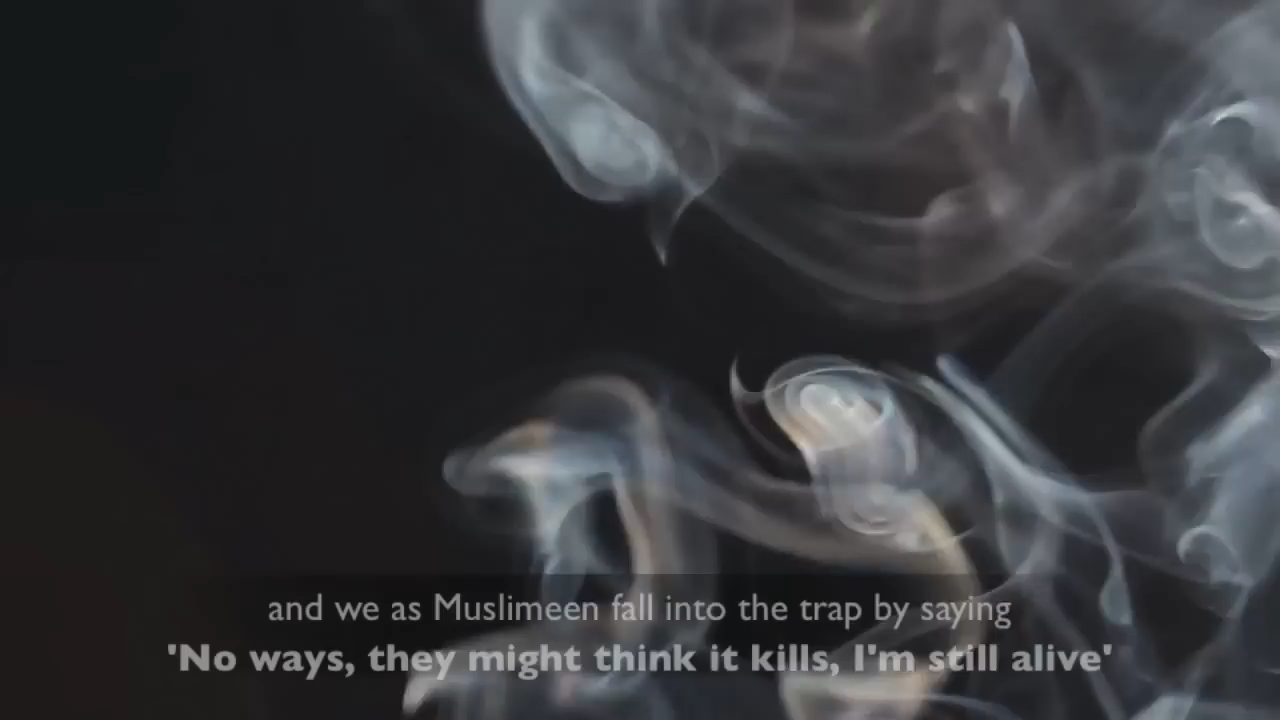 and we as Muslimeen fall into the trap by saying
'No ways, they might think it kills, I'm still alive'